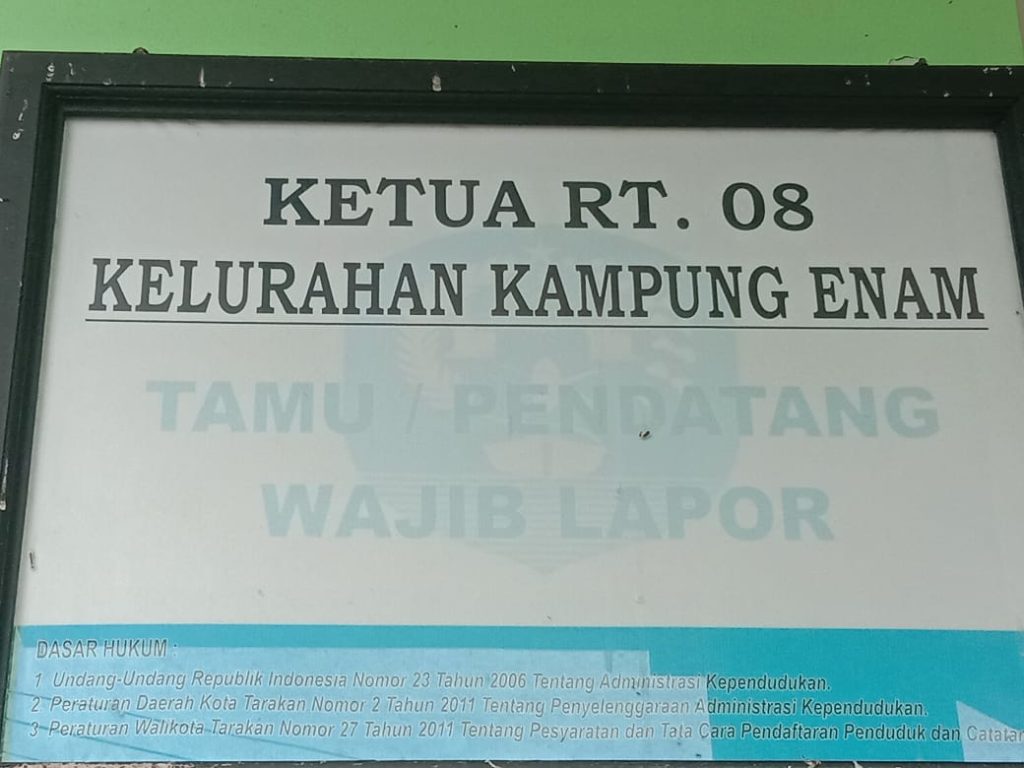 KETUA RT. 08
KELURAHAN KAMPUNG ENAM
TAMU / PENDATANG
WAJIB LAPOR
DASAR HUKUM :
1 Undang-Undang Republik Indonesia Nomor 23 Tahun 2006 Tentang Administrasi Kependudukan.
2 Peraturan Daerah Kota Tarakan Nomor 2 Tahun 2011 Tentang Penyelenggaraan Administrasi Kependudukan.
3 Peraturan Walikota Tarakan Nomor 27 Tahun 2011 Tentang Pesyaratan dan Tata Cara Pendaftaran Penduduk dan Catatan